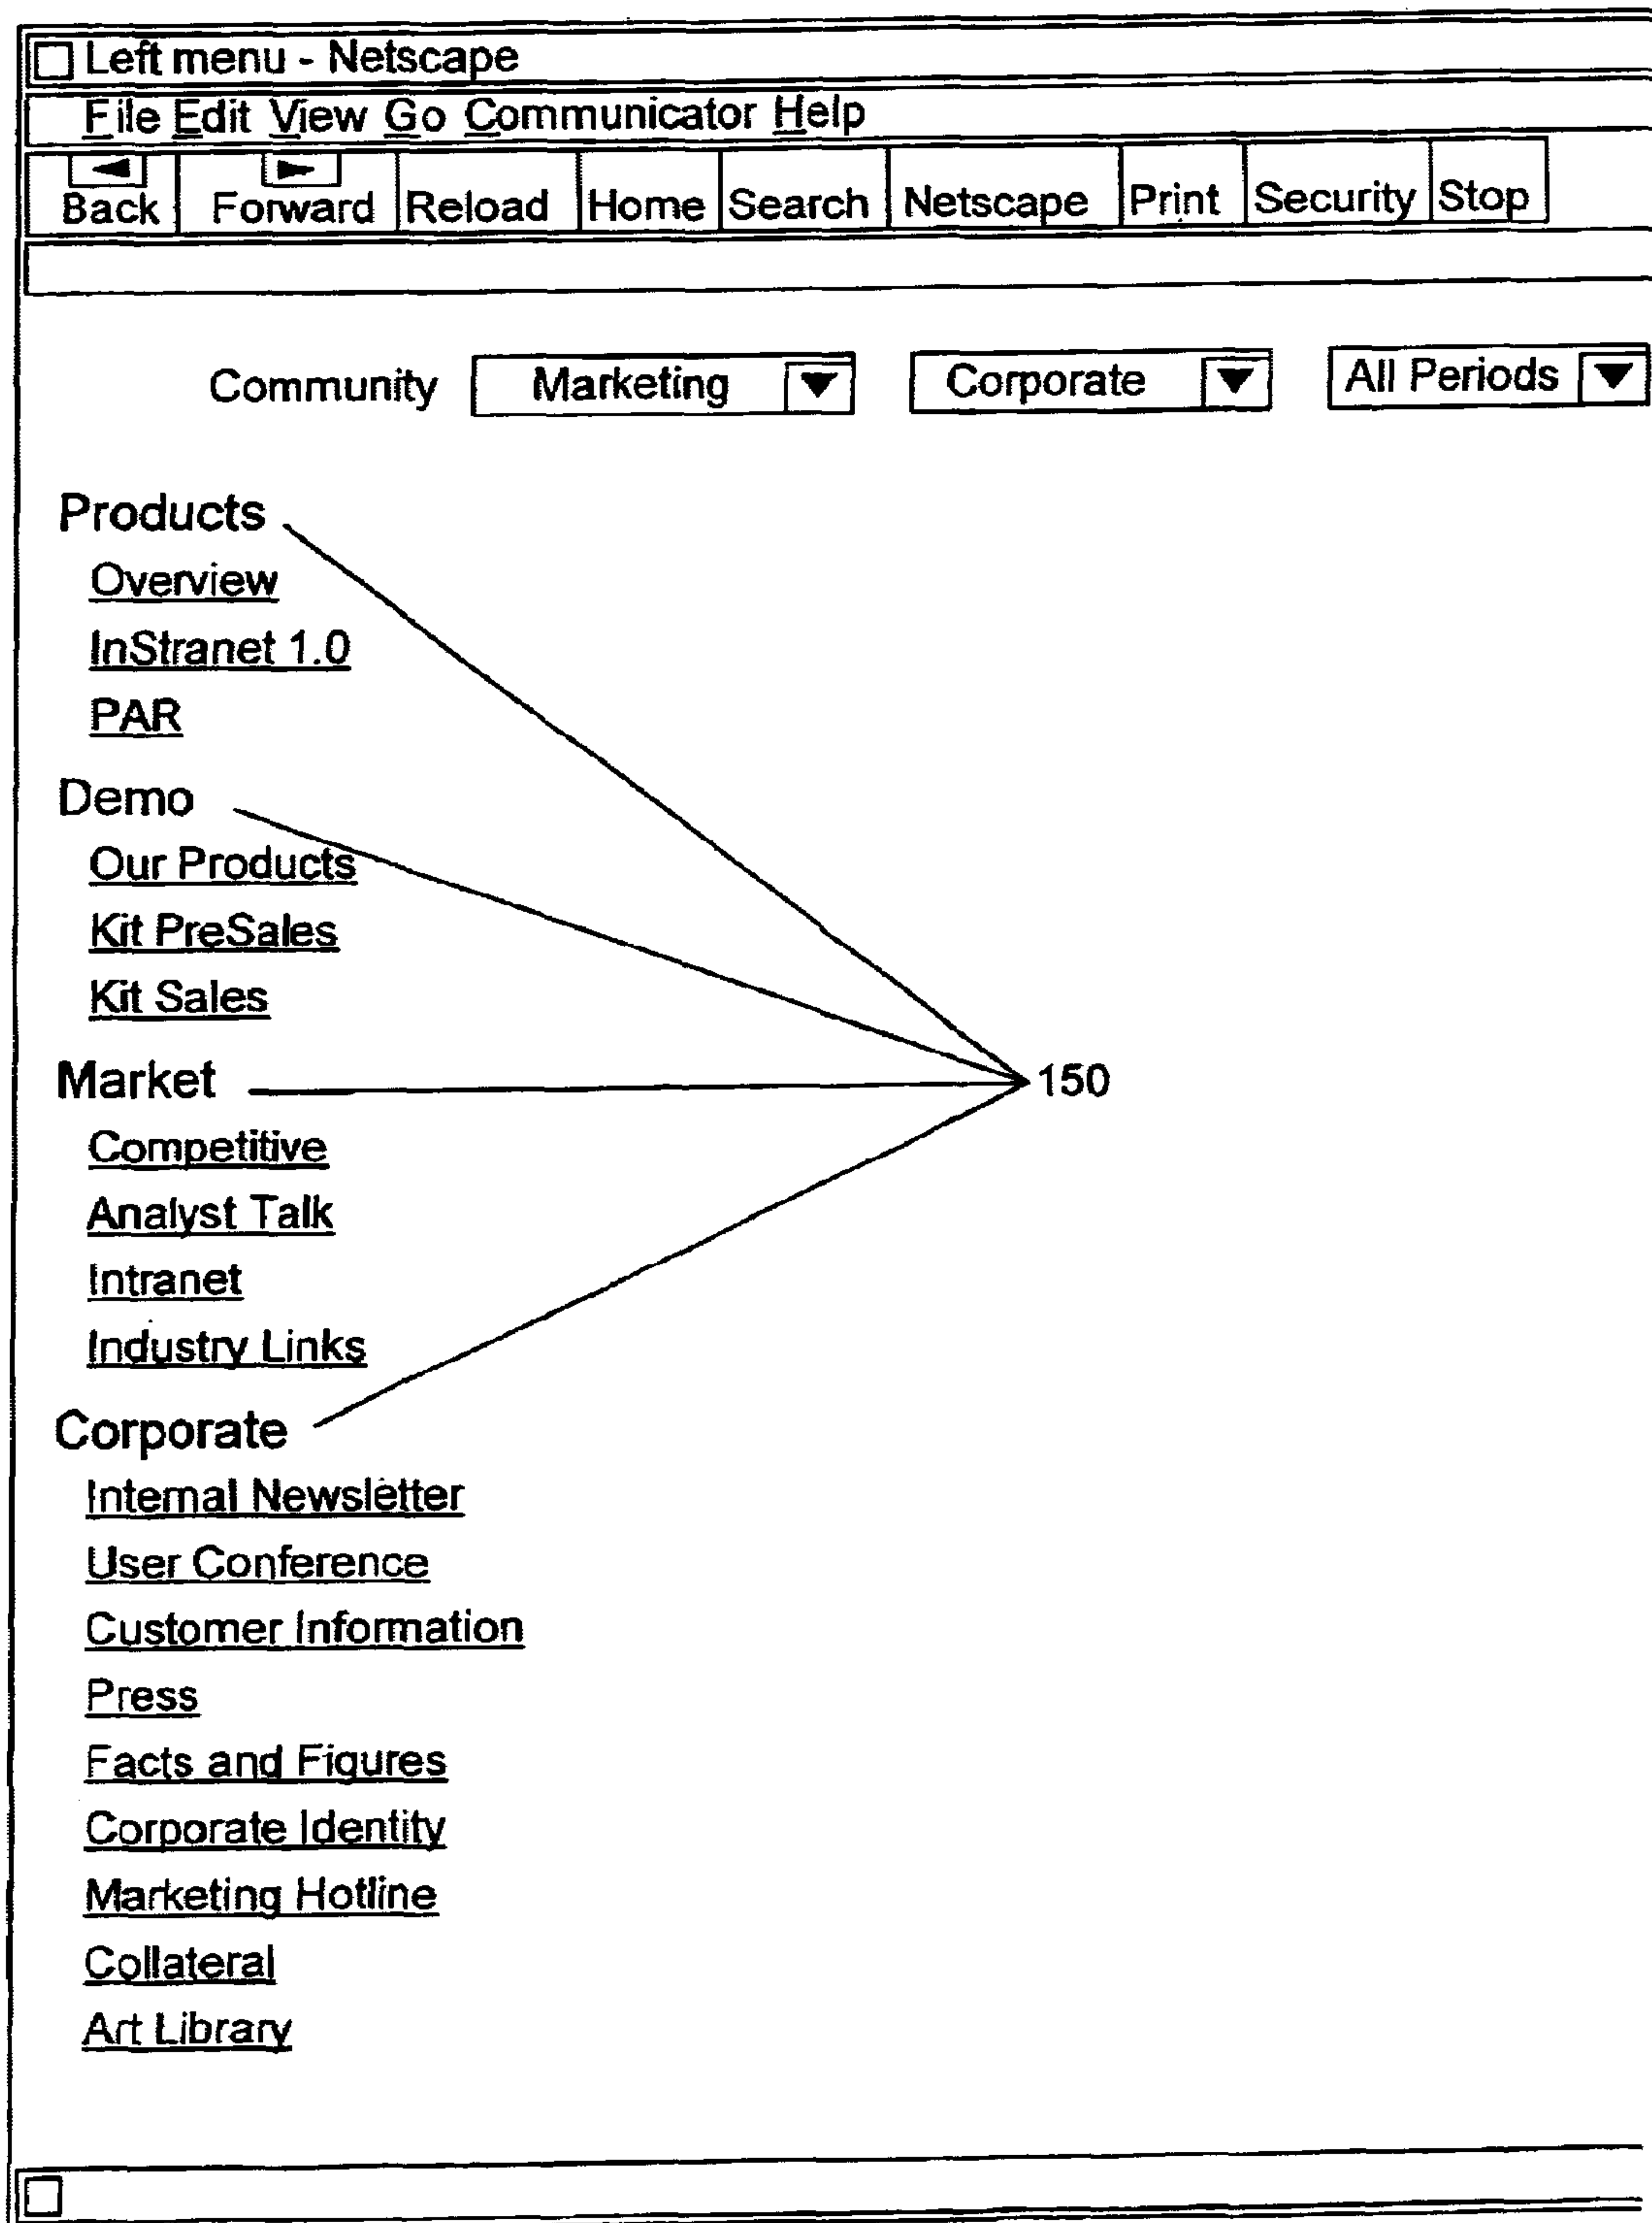 Left menu - Netscape
File Edit View Go Communicator Help
Back Forward Reload Home Search Netscape Print Security Stop
Community Marketing Corporate All Periods
Products
Overview
InStranet 1.0
PAR
Demo
Our Products
Kit PreSales
Kit Sales
Market 150
Competitive
Analyst Talk
Intranet
Industry Links
Corporate
Internal Newsletter
User Conference
Customer Information
Press
Facts and Figures
Corporate Identity
Marketing Hotline
Collateral
Art Library